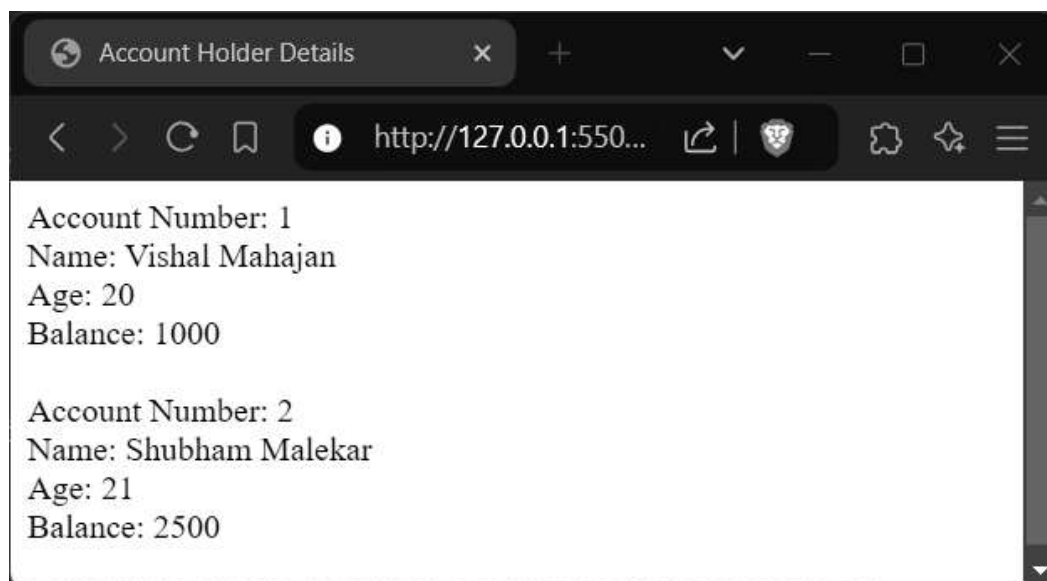 Account Holder Details
http://127.0.0.1:550...
Account Number: 1
Name: Vishal Mahajan
Age: 20
Balance: 1000
Account Number: 2
Name: Shubham Malekar
Age: 21
Balance: 2500